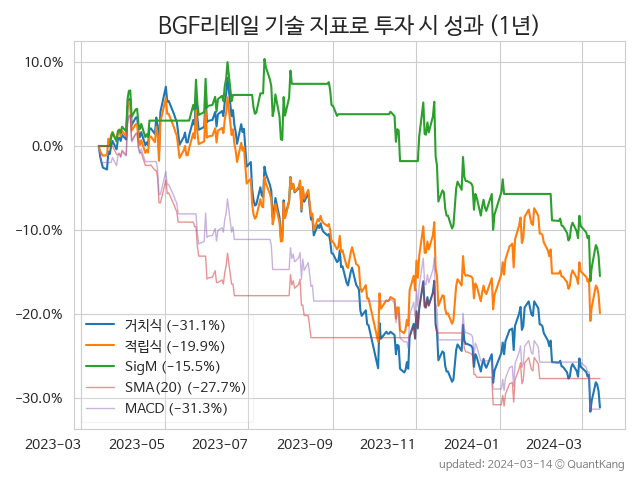 BGF리테일 기술 지표로 투자 시 성과 (1년)
10.0%
0.0%
−10.0%
−20.0%
−30.0%
거치식 (−31.1%)
적립식 (−19.9%)
SigM (−15.5%)
SMA(20) (−27.7%)
MACD (−31.3%)
2023-03 2023-05 2023-07 2023-09 2023-11 2024-01 2024-03
updated: 2024-03-14 © QuantKang